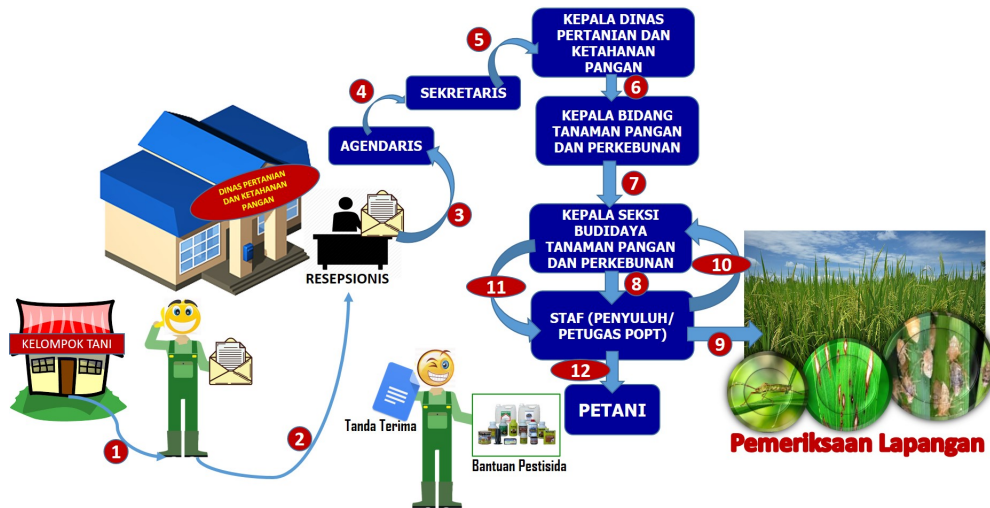 KEPALA DINAS
PERTANIAN DAN
KETAHANAN
PANGAN
5
6
SEKRETARIS
4
KEPALA BIDANG
TANAMAN PANGAN
DAN PERKEBUNAN
AGENDARIS
DINAS PERTANIAN
DAN KETAHANAN
PANGAN
7
3
KEPALA SEKSI
BUDIDAYA
TANAMAN PANGAN
DAN PERKEBUNAN
RESEPSIONIS
10
11
8
STAF (PENYULUH/
PETUGAS POPT)
9
KELOMPOK TANI
12
PETANI
Tanda Terima
1
2
Bantuan Pestisida
Pemeriksaan Lapangan